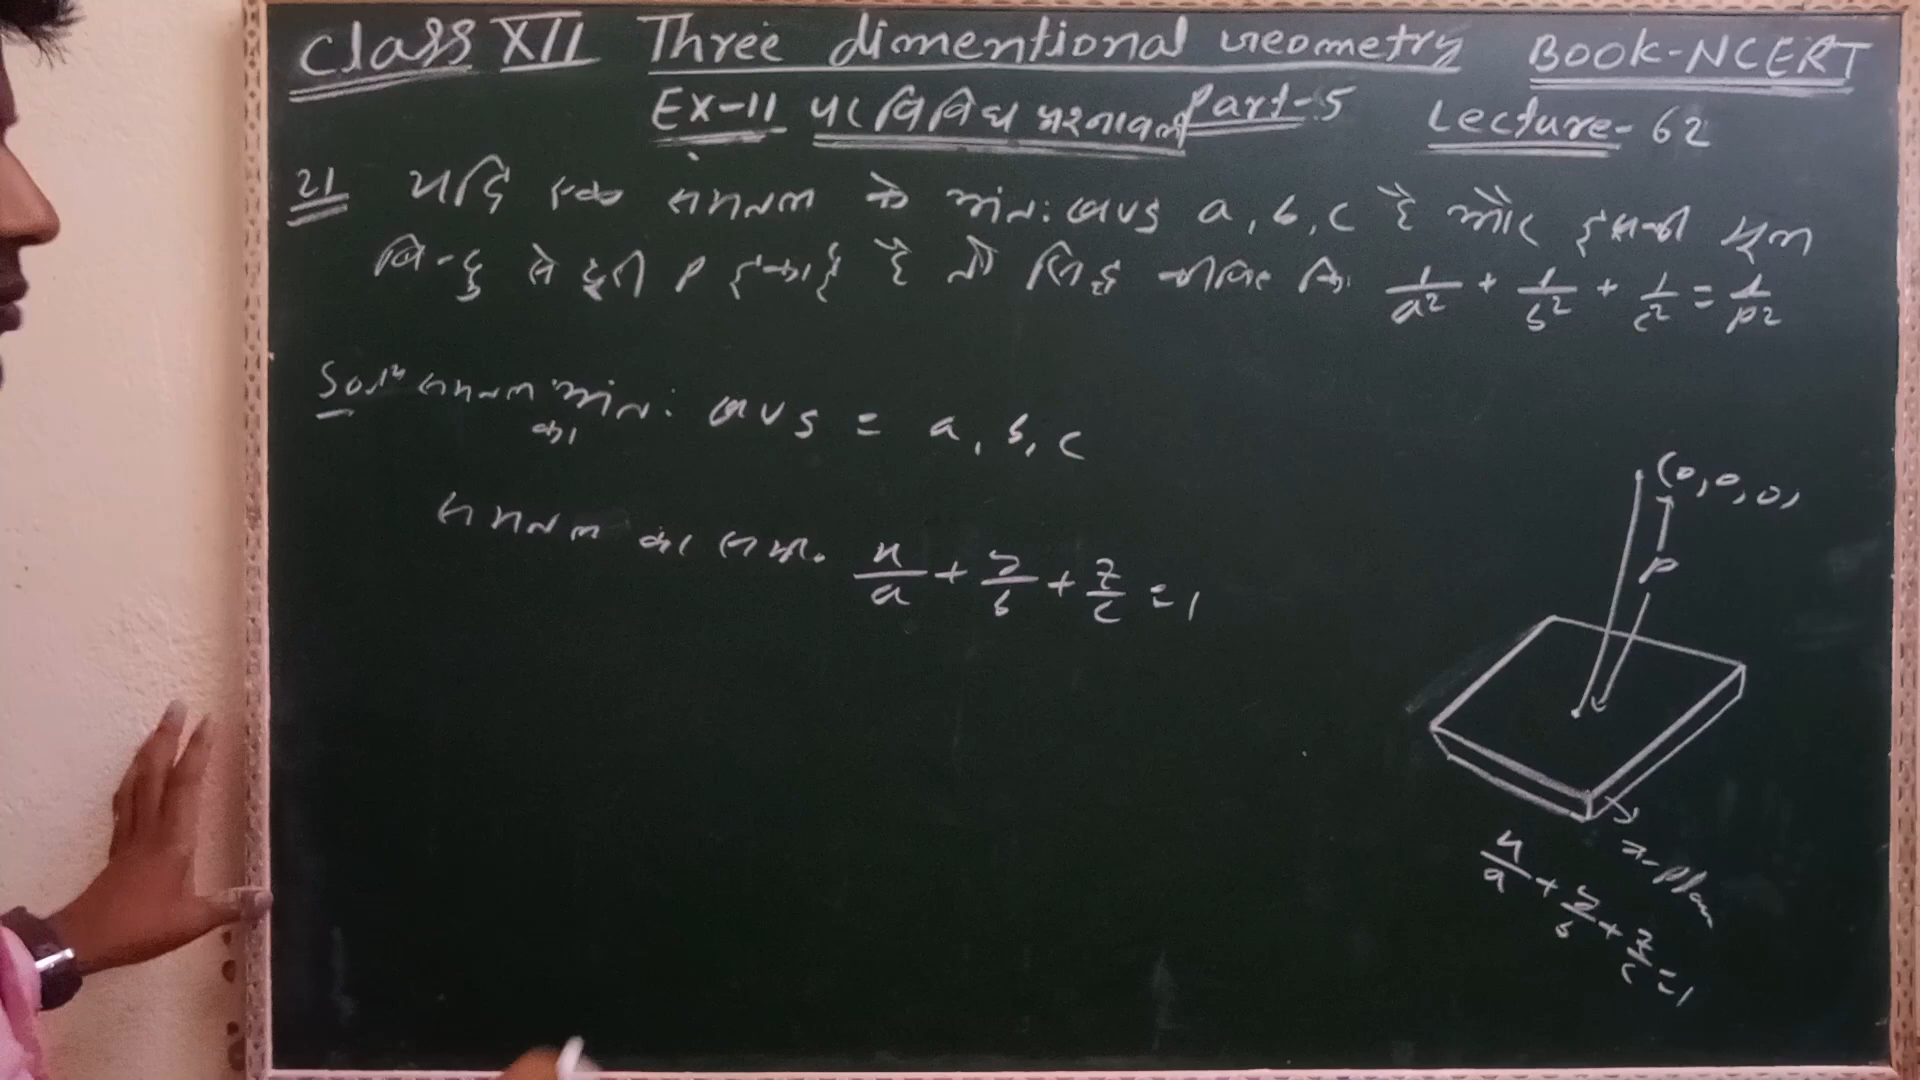 Class XII Three dimentional Geometry BOOK-NCERT
EX-11 पर विविध प्रश्नावली Part-5 Lecture-62
21 यदि एक समतल के अंत: खण्ड a, b, c है और इसकी मूल
बिन्दु से दूरी P इकाई है तो सिद्ध कीजिए कि 1/a2 + 1/b2 + 1/c2 = 1/p2
Solⁿ समतल का अंत: खण्ड = a, b, c
समतल का समी. x/a + y/b + z/c = 1
(0, 0, 0,
P
x/a + y/b + z/c = 1